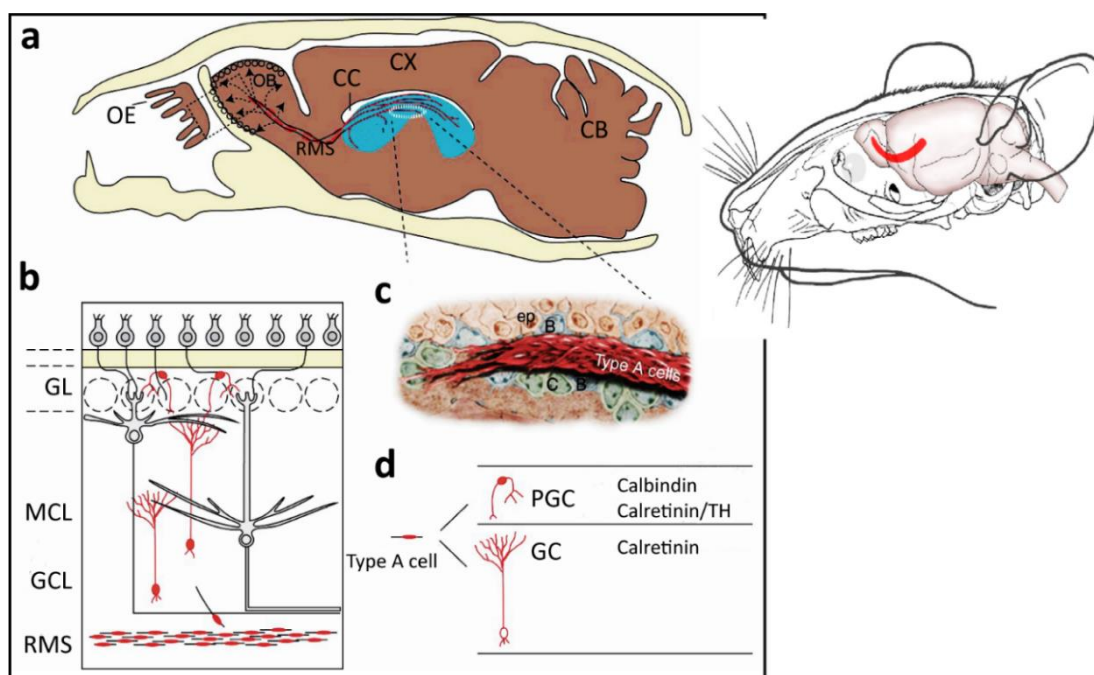 a
CX
CC
OB
OE
RMS
CB
b
GL
MCL
GCL
RMS
c
ep
B
Type A cells
C
B
d
PGC
Calbindin
Calretinin/TH
Type A cell
GC
Calretinin